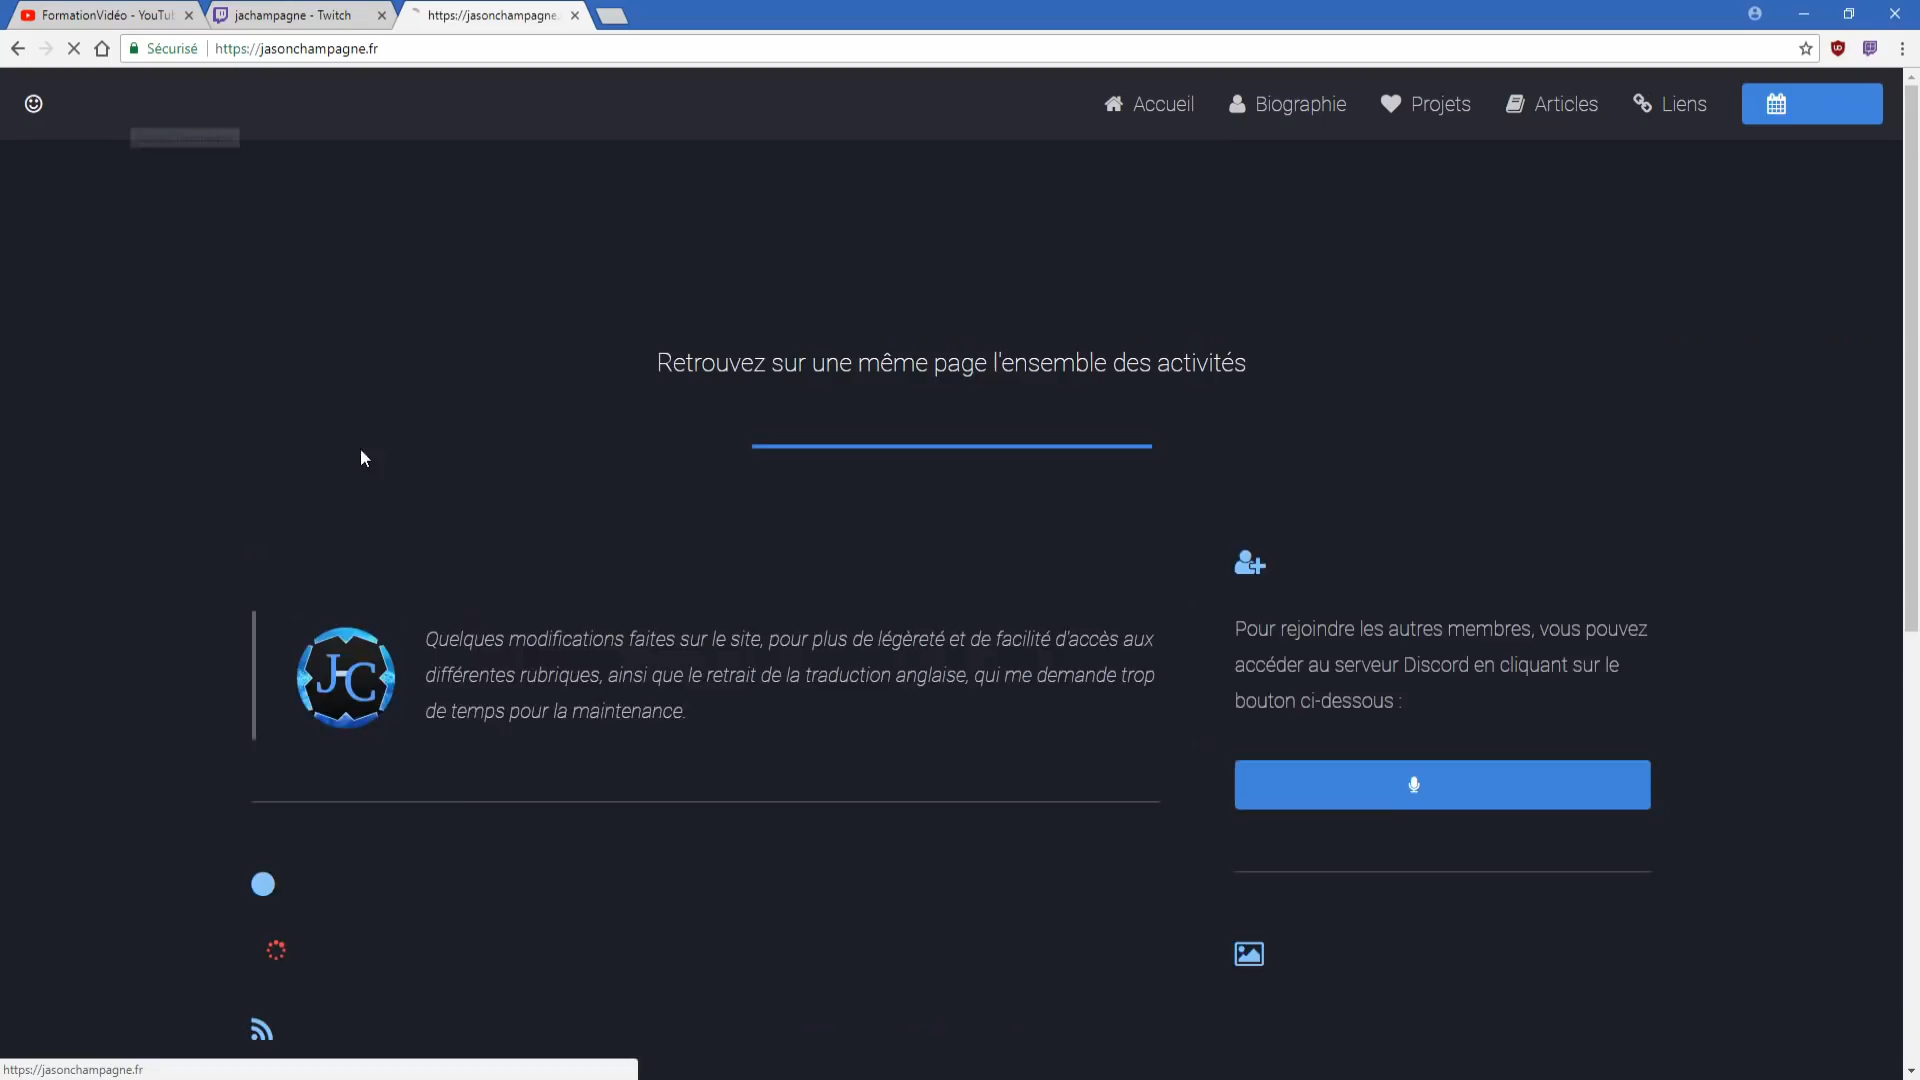 FormationVidéo - YouTu
jachampagne - Twitch
https://jasonchampagne.
Sécurisé
https://jasonchampagne.fr
Accueil
Biographie
Projets
Articles
Liens
Retrouvez sur une même page l'ensemble des activités
J-C
Quelques modifications faites sur le site, pour plus de légèreté et de facilité d'accès aux
différentes rubriques, ainsi que le retrait de la traduction anglaise, qui me demande trop
de temps pour la maintenance.
Pour rejoindre les autres membres, vous pouvez
accéder au serveur Discord en cliquant sur le
bouton ci-dessous :
https://jasonchampagne.fr